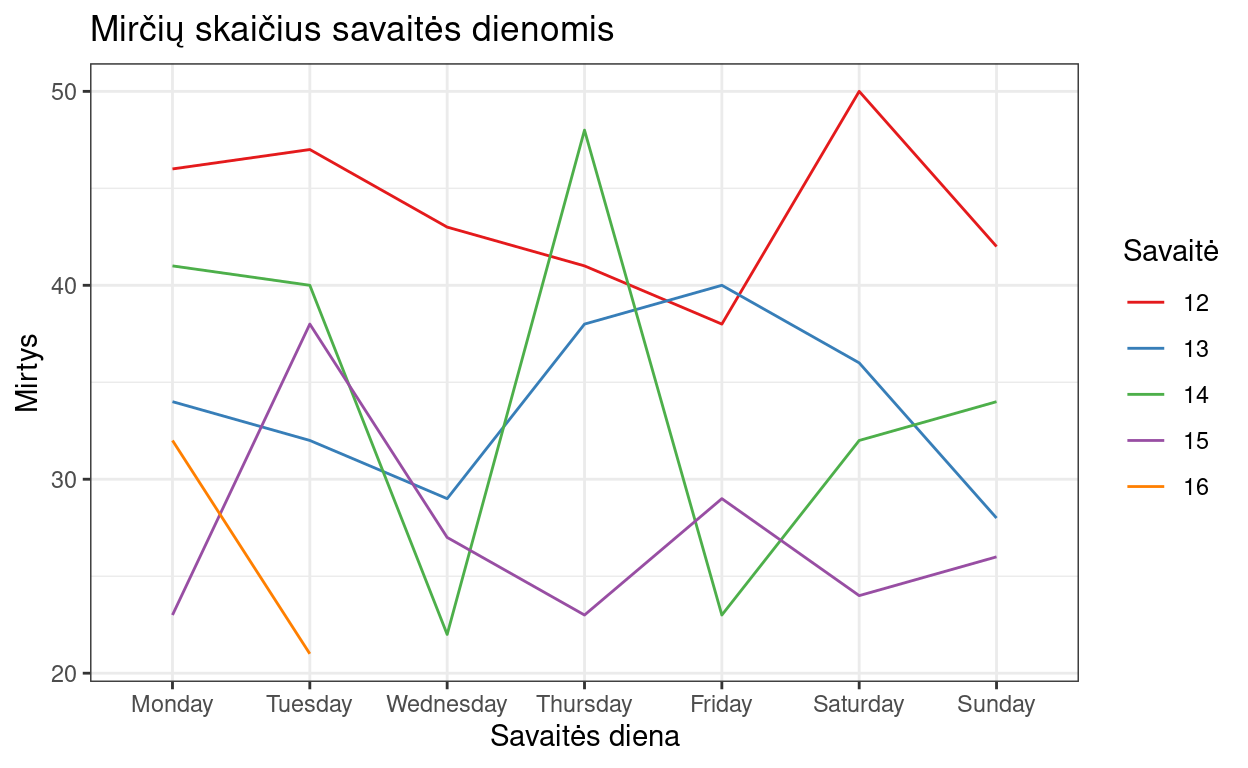 Mirčių skaičius savaitės dienomis
50
40
30
20
Mirtys
Monday Tuesday Wednesday Thursday Friday Saturday Sunday
Savaitės diena
Savaitė
12
13
14
15
16